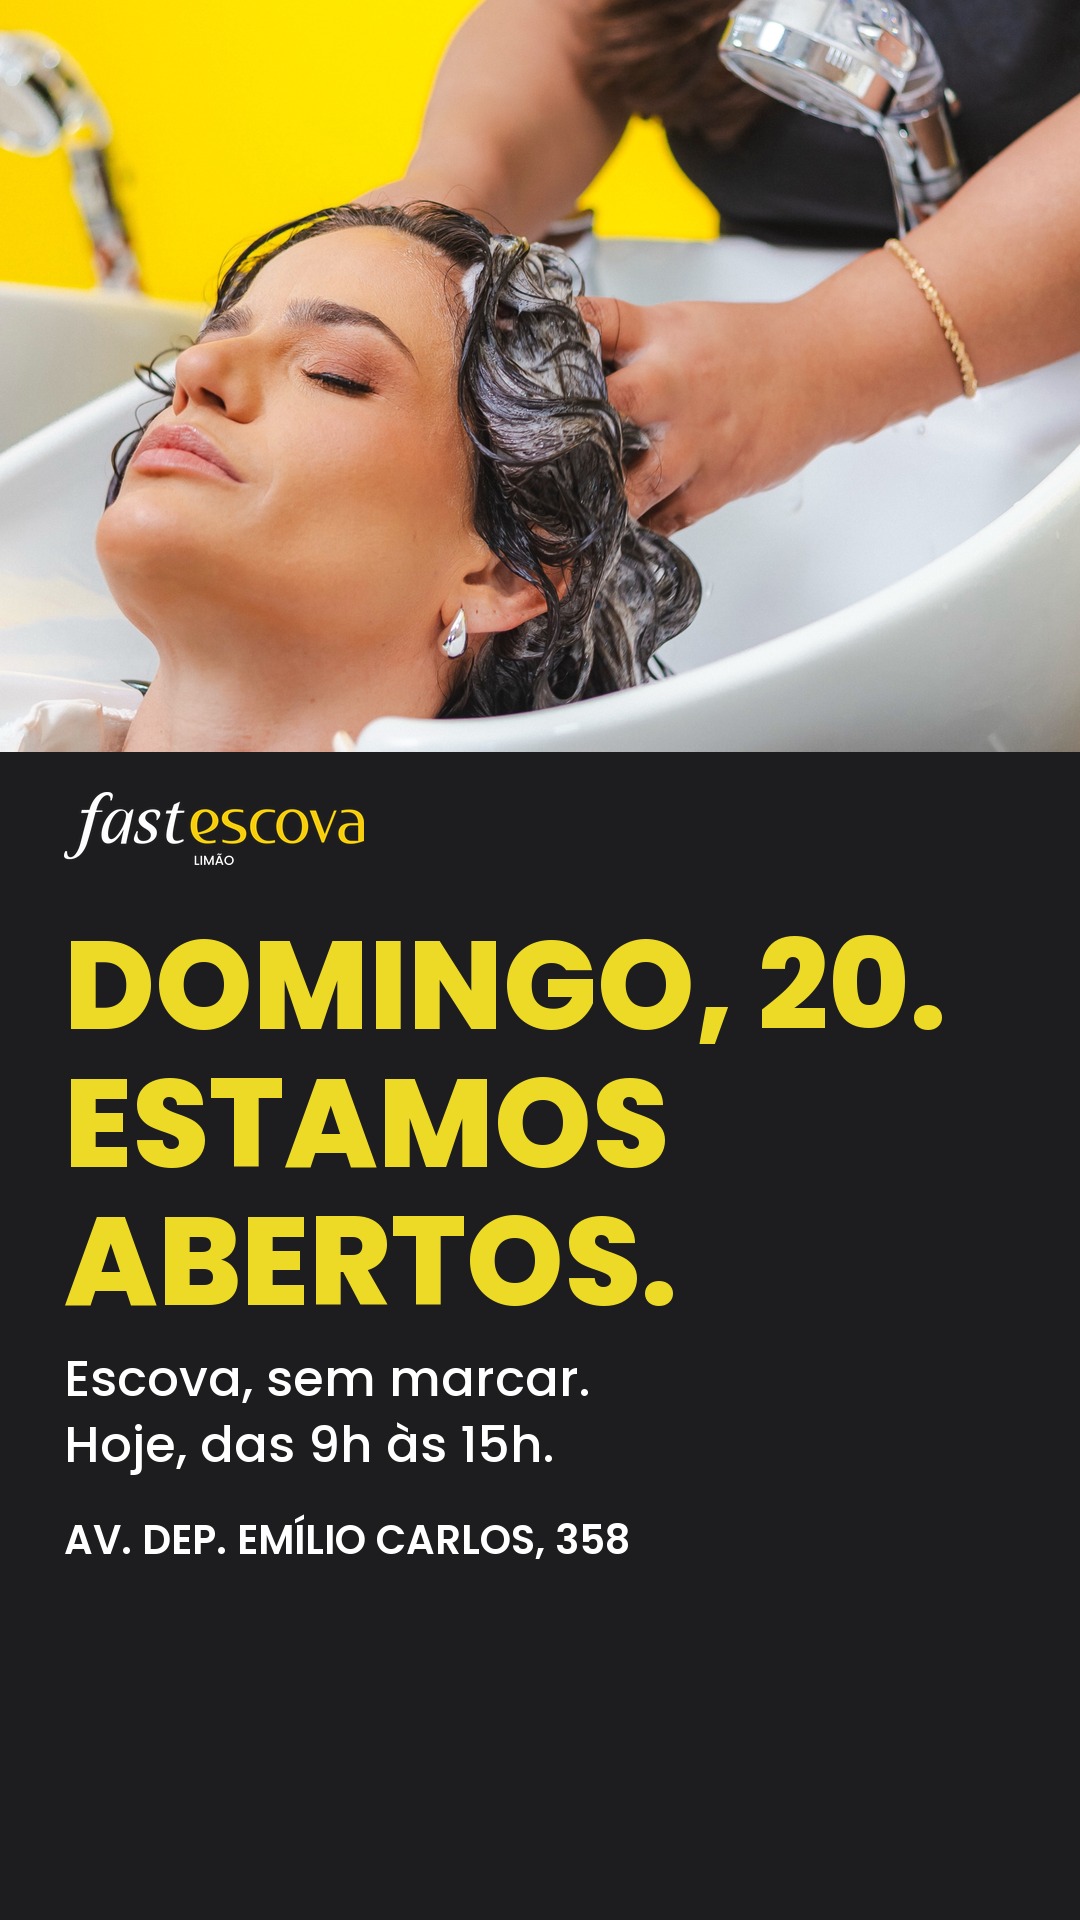 fastescova
LIMÃO
DOMINGO, 20.
ESTAMOS
ABERTOS.
Escova, sem marcar.
Hoje, das 9h às 15h.
AV. DEP. EMÍLIO CARLOS, 358